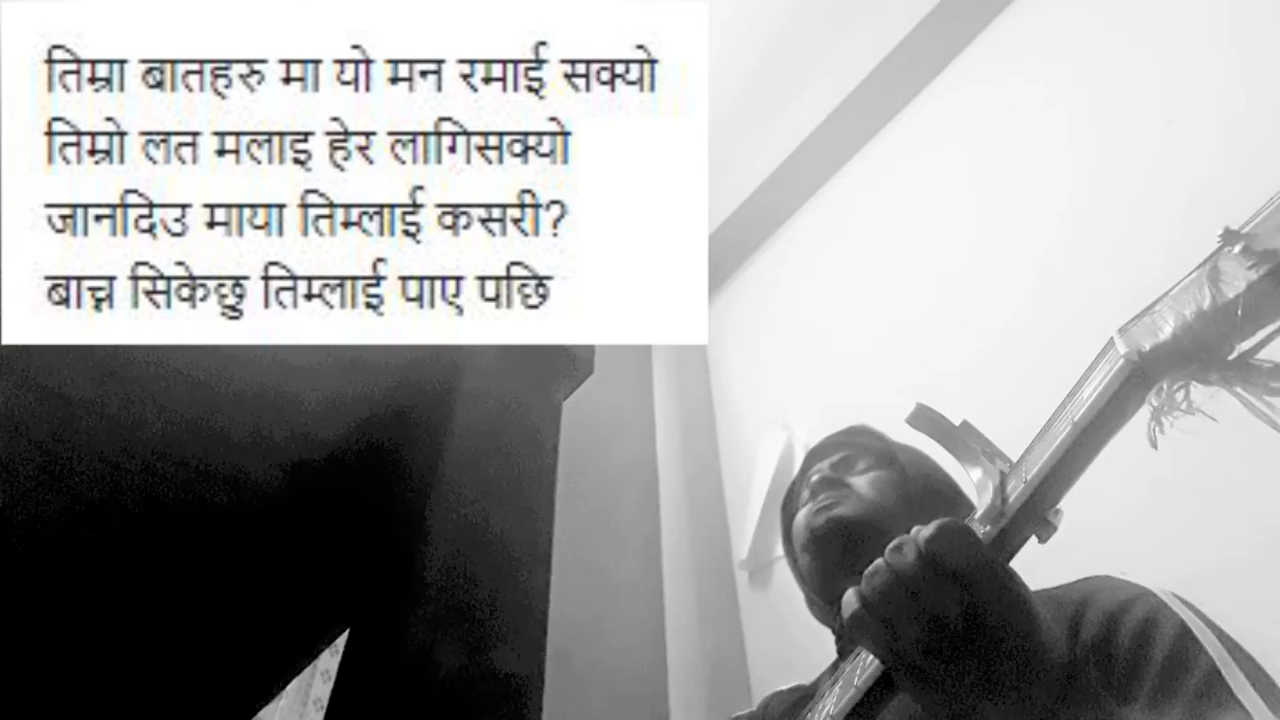 तिम्रा बातहरु मा यो मन रमाई सक्यो
तिम्रो लत मलाइ हेर लागिसक्यो
जानदिउ माया तिम्लाई कसरी?
बाच्न सिकेछु तिम्लाई पाए पछि